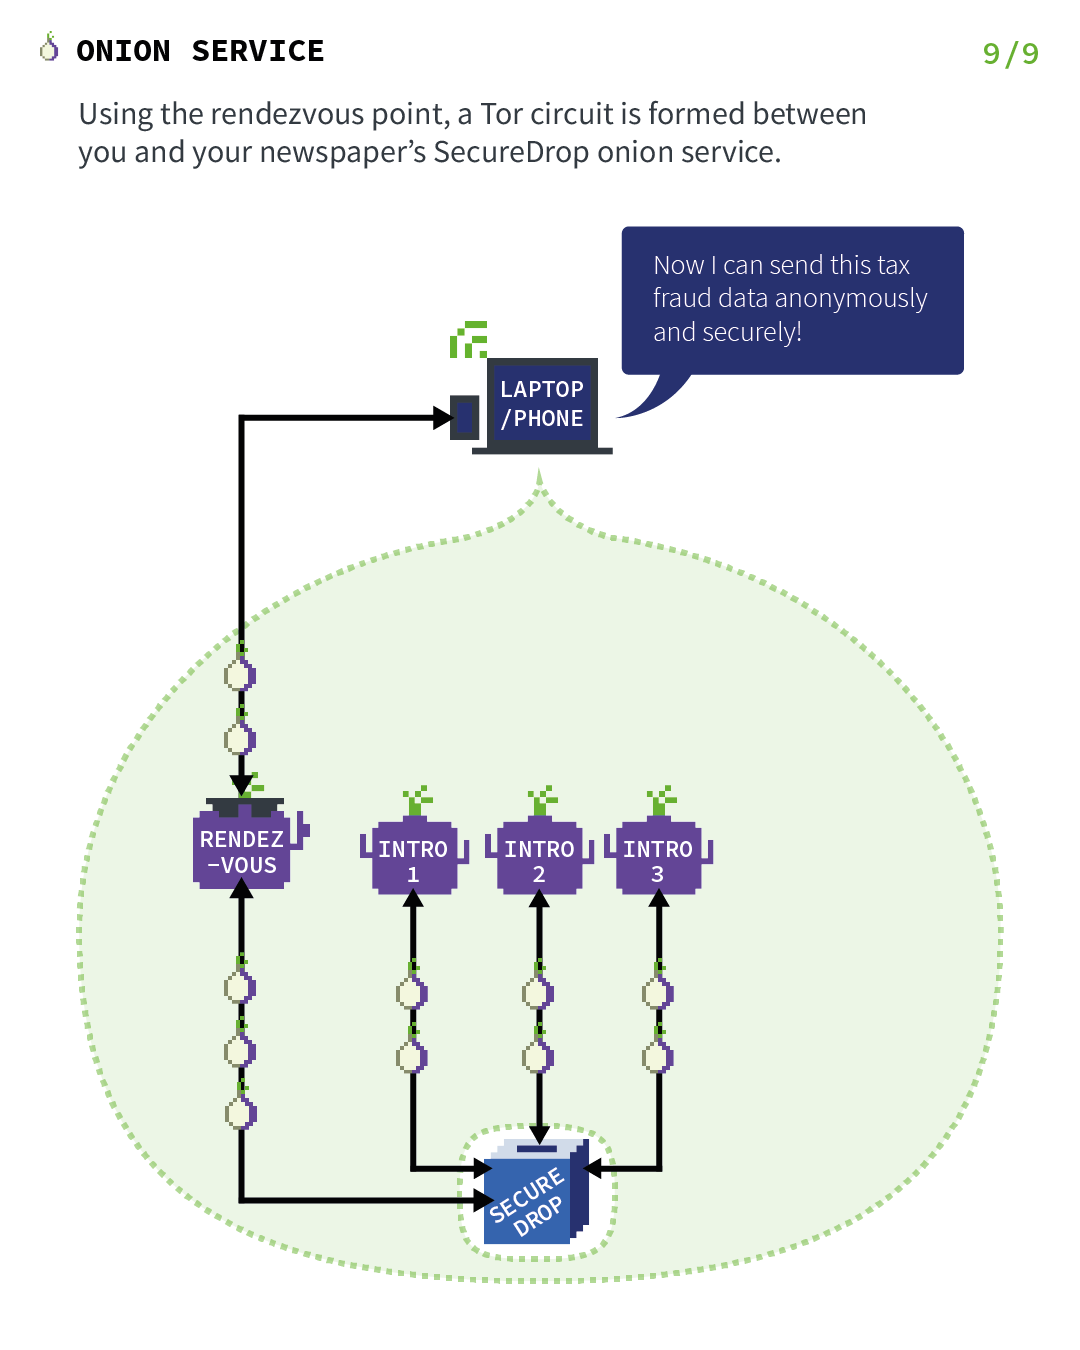 ONION SERVICE
9/9
Using the rendezvous point, a Tor circuit is formed between
you and your newspaper’s SecureDrop onion service.
Now I can send this tax
fraud data anonymously
and securely!
LAPTOP
/PHONE
RENDEZ
-VOUS
INTRO
1
INTRO
2
INTRO
3
SECURE
DROP